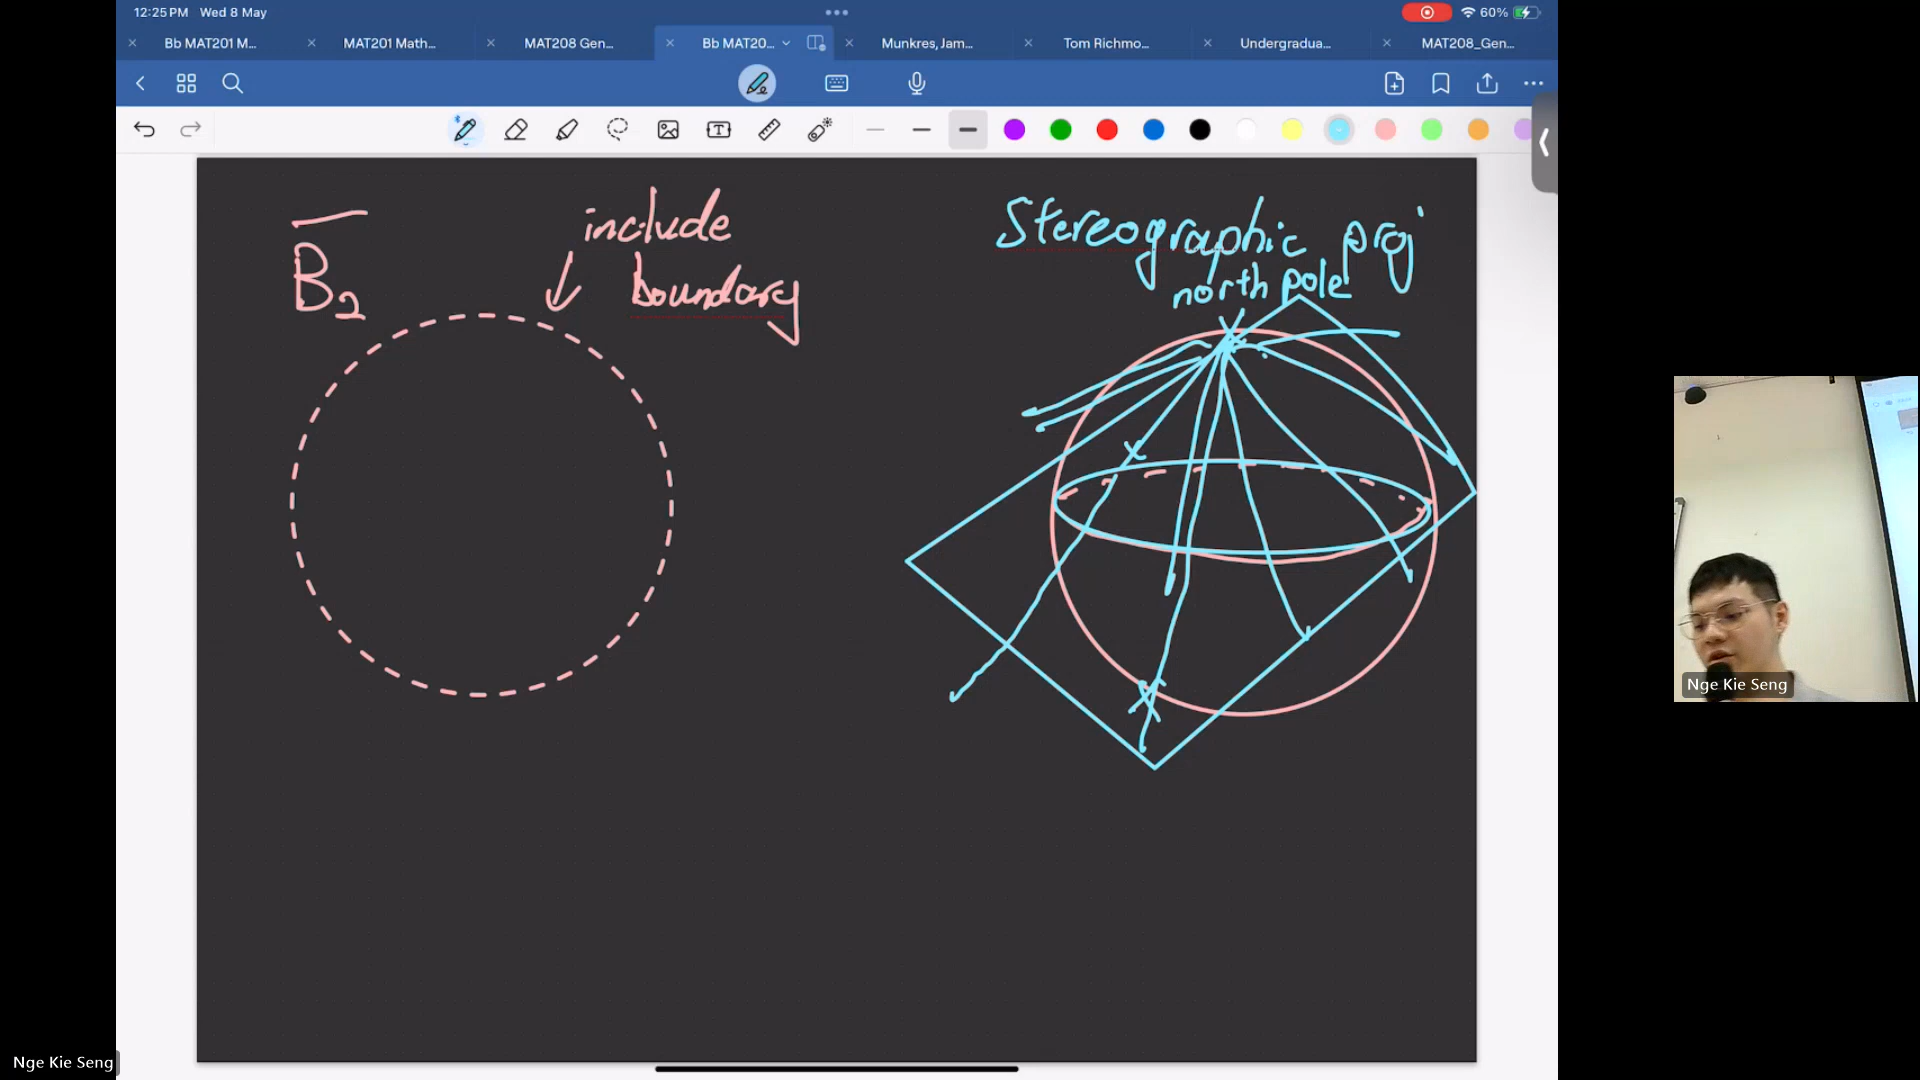 12:25 PM Wed 8 May
60%
Bb MAT201 M...
MAT201 Math...
MAT208 Gen...
Bb MAT20...
Munkres, Jam...
Tom Richmo...
Undergradua...
MAT208_Gen...
B2
include
boundary
Stereographic proj
north pole
Nge Kie Seng
Nge Kie Seng